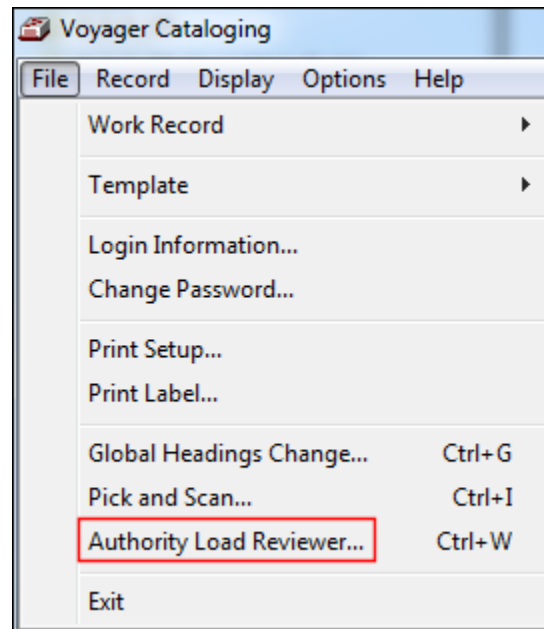 Voyager Cataloging
File Record Display Options Help
Work Record
Template
Login Information...
Change Password...
Print Setup...
Print Label...
Global Headings Change... Ctrl+G
Pick and Scan... Ctrl+I
Authority Load Reviewer... Ctrl+W
Exit